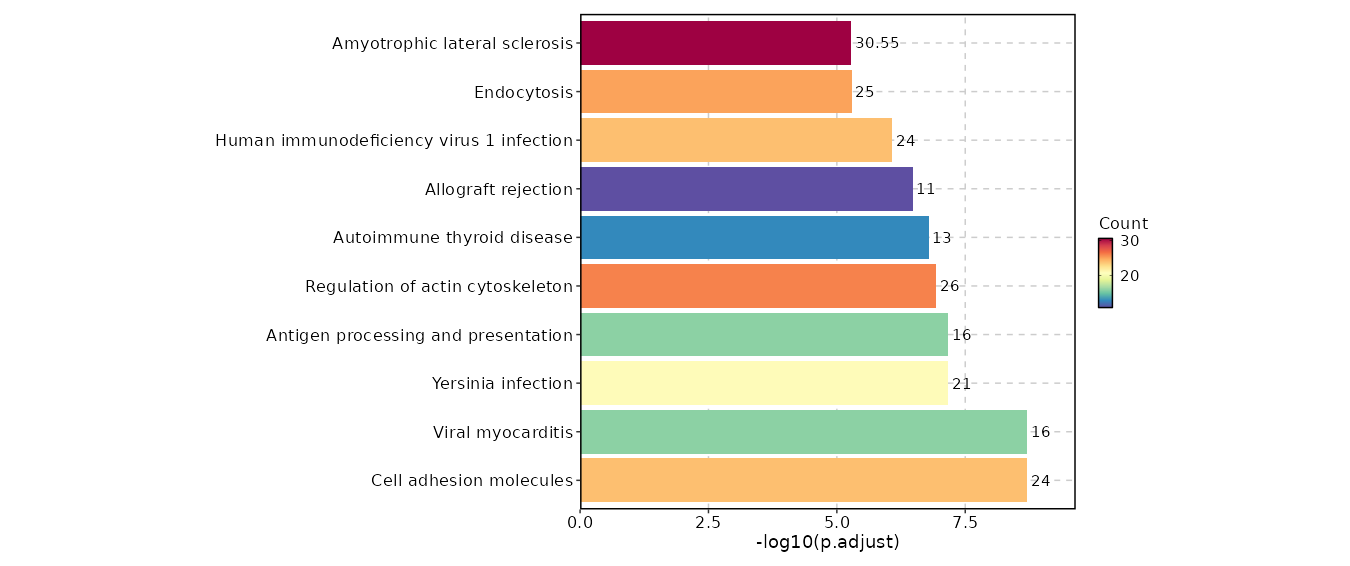 Amyotrophic lateral sclerosis 30.55
Endocytosis 25
Human immunodeficiency virus 1 infection 24
Allograft rejection 11
Autoimmune thyroid disease 13
Regulation of actin cytoskeleton 26
Antigen processing and presentation 16
Yersinia infection 21
Viral myocarditis 16
Cell adhesion molecules 24
0.0 2.5 5.0 7.5
-log10(p.adjust)
Count
30
20